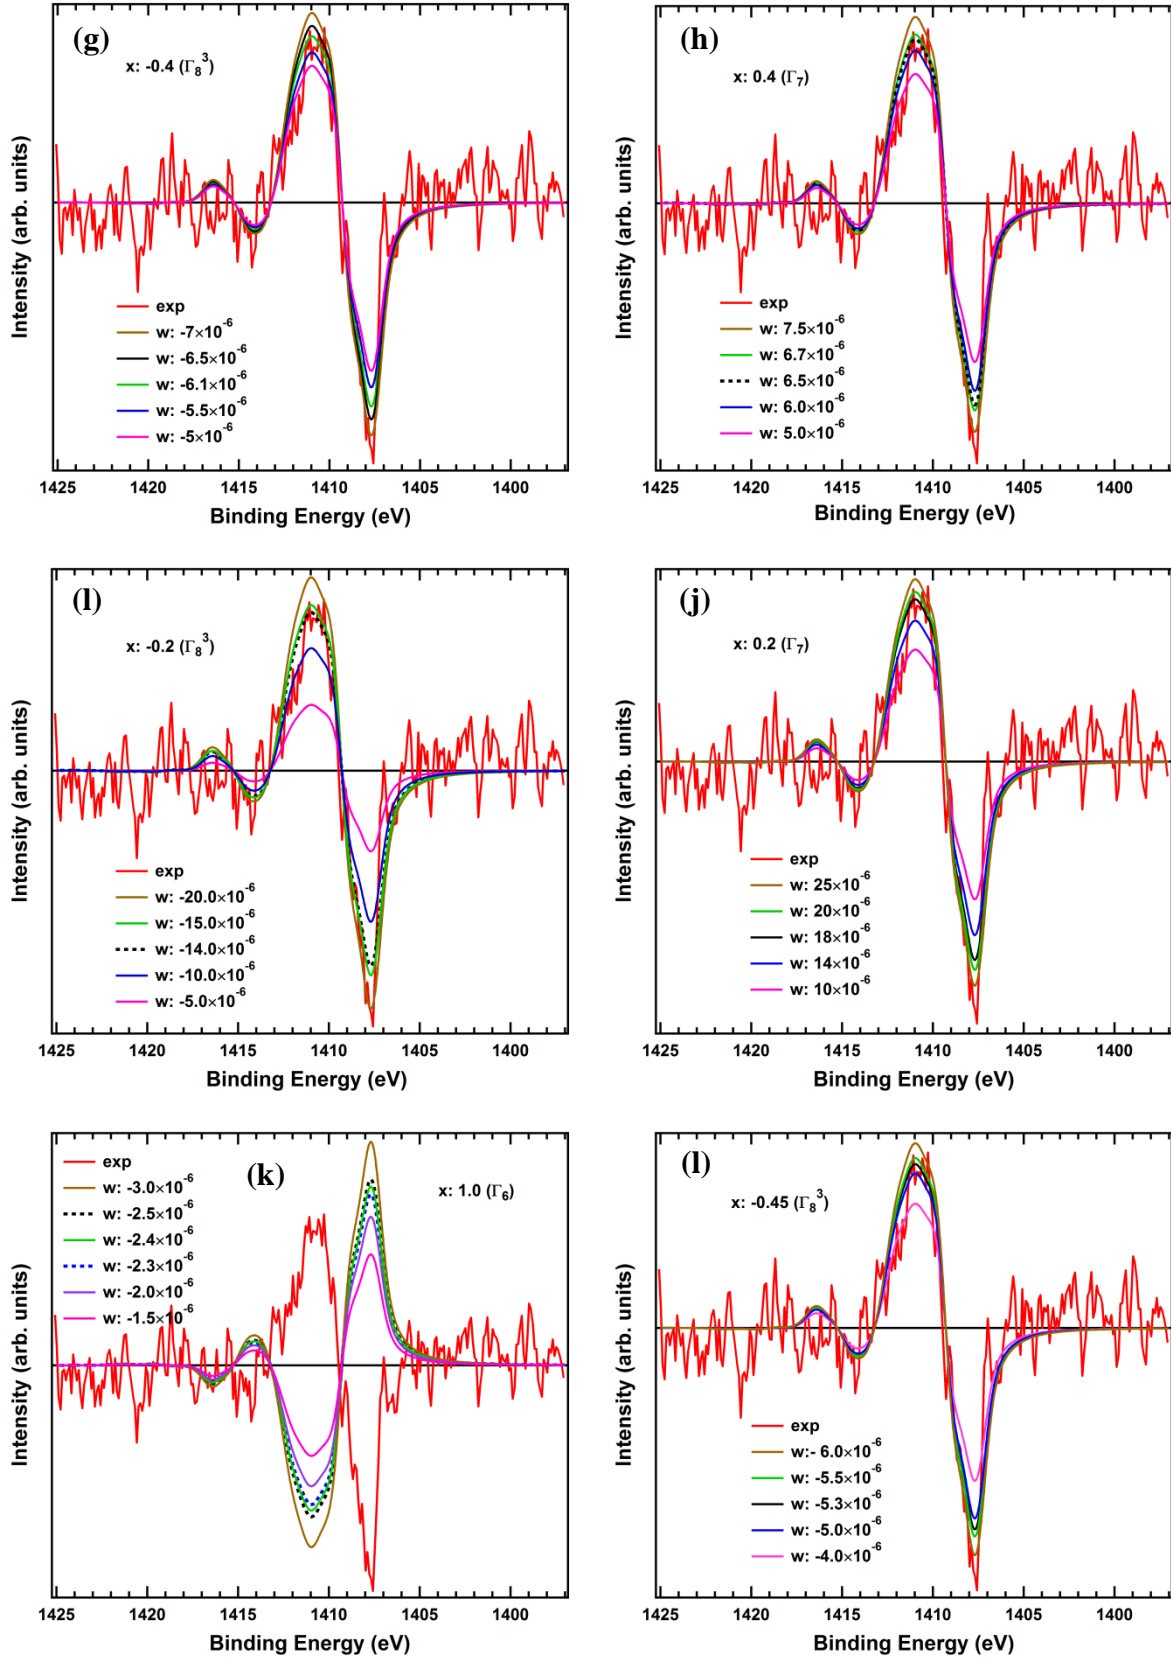 (g)
x: -0.4 (Γ₈³)
Intensity (arb. units)
exp
w: -7×10⁻⁶
w: -6.5×10⁻⁶
w: -6.1×10⁻⁶
w: -5.5×10⁻⁶
w: -5×10⁻⁶
1425 1420 1415 1410 1405 1400
Binding Energy (eV)
(h)
x: 0.4 (Γ₇)
Intensity (arb. units)
exp
w: 7.5×10⁻⁶
w: 6.7×10⁻⁶
w: 6.5×10⁻⁶
w: 6.0×10⁻⁶
w: 5.0×10⁻⁶
1425 1420 1415 1410 1405 1400
Binding Energy (eV)
(l)
x: -0.2 (Γ₈³)
Intensity (arb. units)
exp
w: -20.0×10⁻⁶
w: -15.0×10⁻⁶
w: -14.0×10⁻⁶
w: -10.0×10⁻⁶
w: -5.0×10⁻⁶
1425 1420 1415 1410 1405 1400
Binding Energy (eV)
(j)
x: 0.2 (Γ₇)
Intensity (arb. units)
exp
w: 25×10⁻⁶
w: 20×10⁻⁶
w: 18×10⁻⁶
w: 14×10⁻⁶
w: 10×10⁻⁶
1425 1420 1415 1410 1405 1400
Binding Energy (eV)
(k)
x: 1.0 (Γ₆)
Intensity (arb. units)
exp
w: -3.0×10⁻⁶
w: -2.5×10⁻⁶
w: -2.4×10⁻⁶
w: -2.3×10⁻⁶
w: -2.0×10⁻⁶
w: -1.5×10⁻⁶
1425 1420 1415 1410 1405 1400
Binding Energy (eV)
(l)
x: -0.45 (Γ₈³)
Intensity (arb. units)
exp
w:- 6.0×10⁻⁶
w: -5.5×10⁻⁶
w: -5.3×10⁻⁶
w: -5.0×10⁻⁶
w: -4.0×10⁻⁶
1425 1420 1415 1410 1405 1400
Binding Energy (eV)